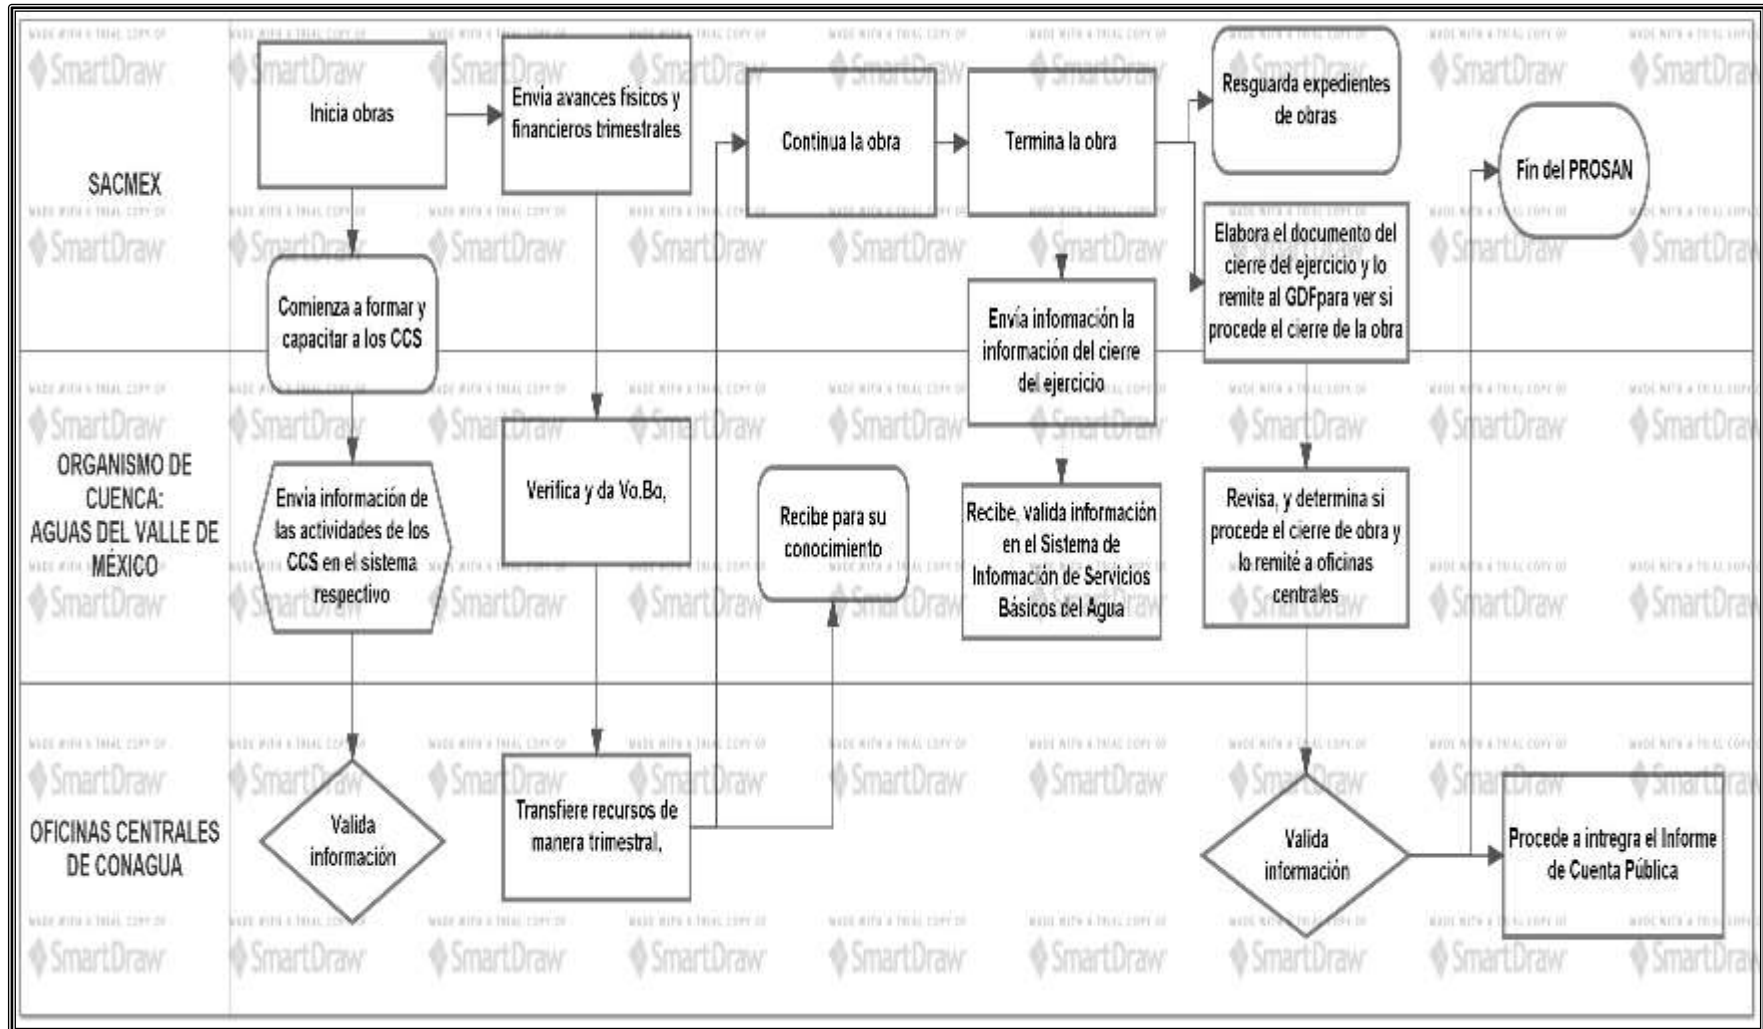 SACMEX
Inicia obras
Envía avances físicos y
financieros trimestrales
Continua la obra
Termina la obra
Resguarda expedientes
de obras
Fin del PROSAN
Comienza a formar y
capacitar a los CCS
Envía información la
información del cierre
del ejercicio
Elabora el documento del
cierre del ejercicio y lo
remite al GDFpara ver si
procede el cierre de la obra
ORGANISMO DE
CUENCA:
AGUAS DEL VALLE DE
MÉXICO
Envia información de
las actividades de los
CCS en el sistema
respectivo
Verifica y da Vo.Bo,
Recibe para su
conocimiento
Recibe, valida información
en el Sistema de
Información de Servicios
Básicos del Agua
Revisa, y determina si
procede el cierre de obra y
lo remité a oficinas
centrales
OFICINAS CENTRALES
DE CONAGUA
Valida
información
Transfiere recursos de
manera trimestral,
Valida
información
Procede a intregra el Informe
de Cuenta Pública
MADE WITH A TRIAL COPY OF
SmartDraw